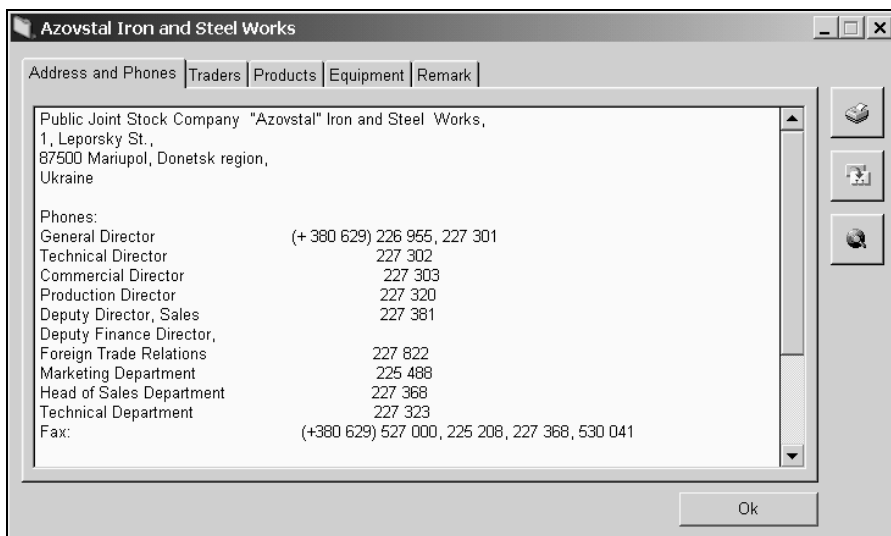 Azovstal Iron and Steel Works
Address and Phones Traders Products Equipment Remark
Public Joint Stock Company "Azovstal" Iron and Steel Works,
1, Leporsky St.,
87500 Mariupol, Donetsk region,
Ukraine
Phones:
General Director (+ 380 629) 226 955, 227 301
Technical Director 227 302
Commercial Director 227 303
Production Director 227 320
Deputy Director, Sales 227 381
Deputy Finance Director,
Foreign Trade Relations 227 822
Marketing Department 225 488
Head of Sales Department 227 368
Technical Department 227 323
Fax: (+380 629) 527 000, 225 208, 227 368, 530 041
Ok